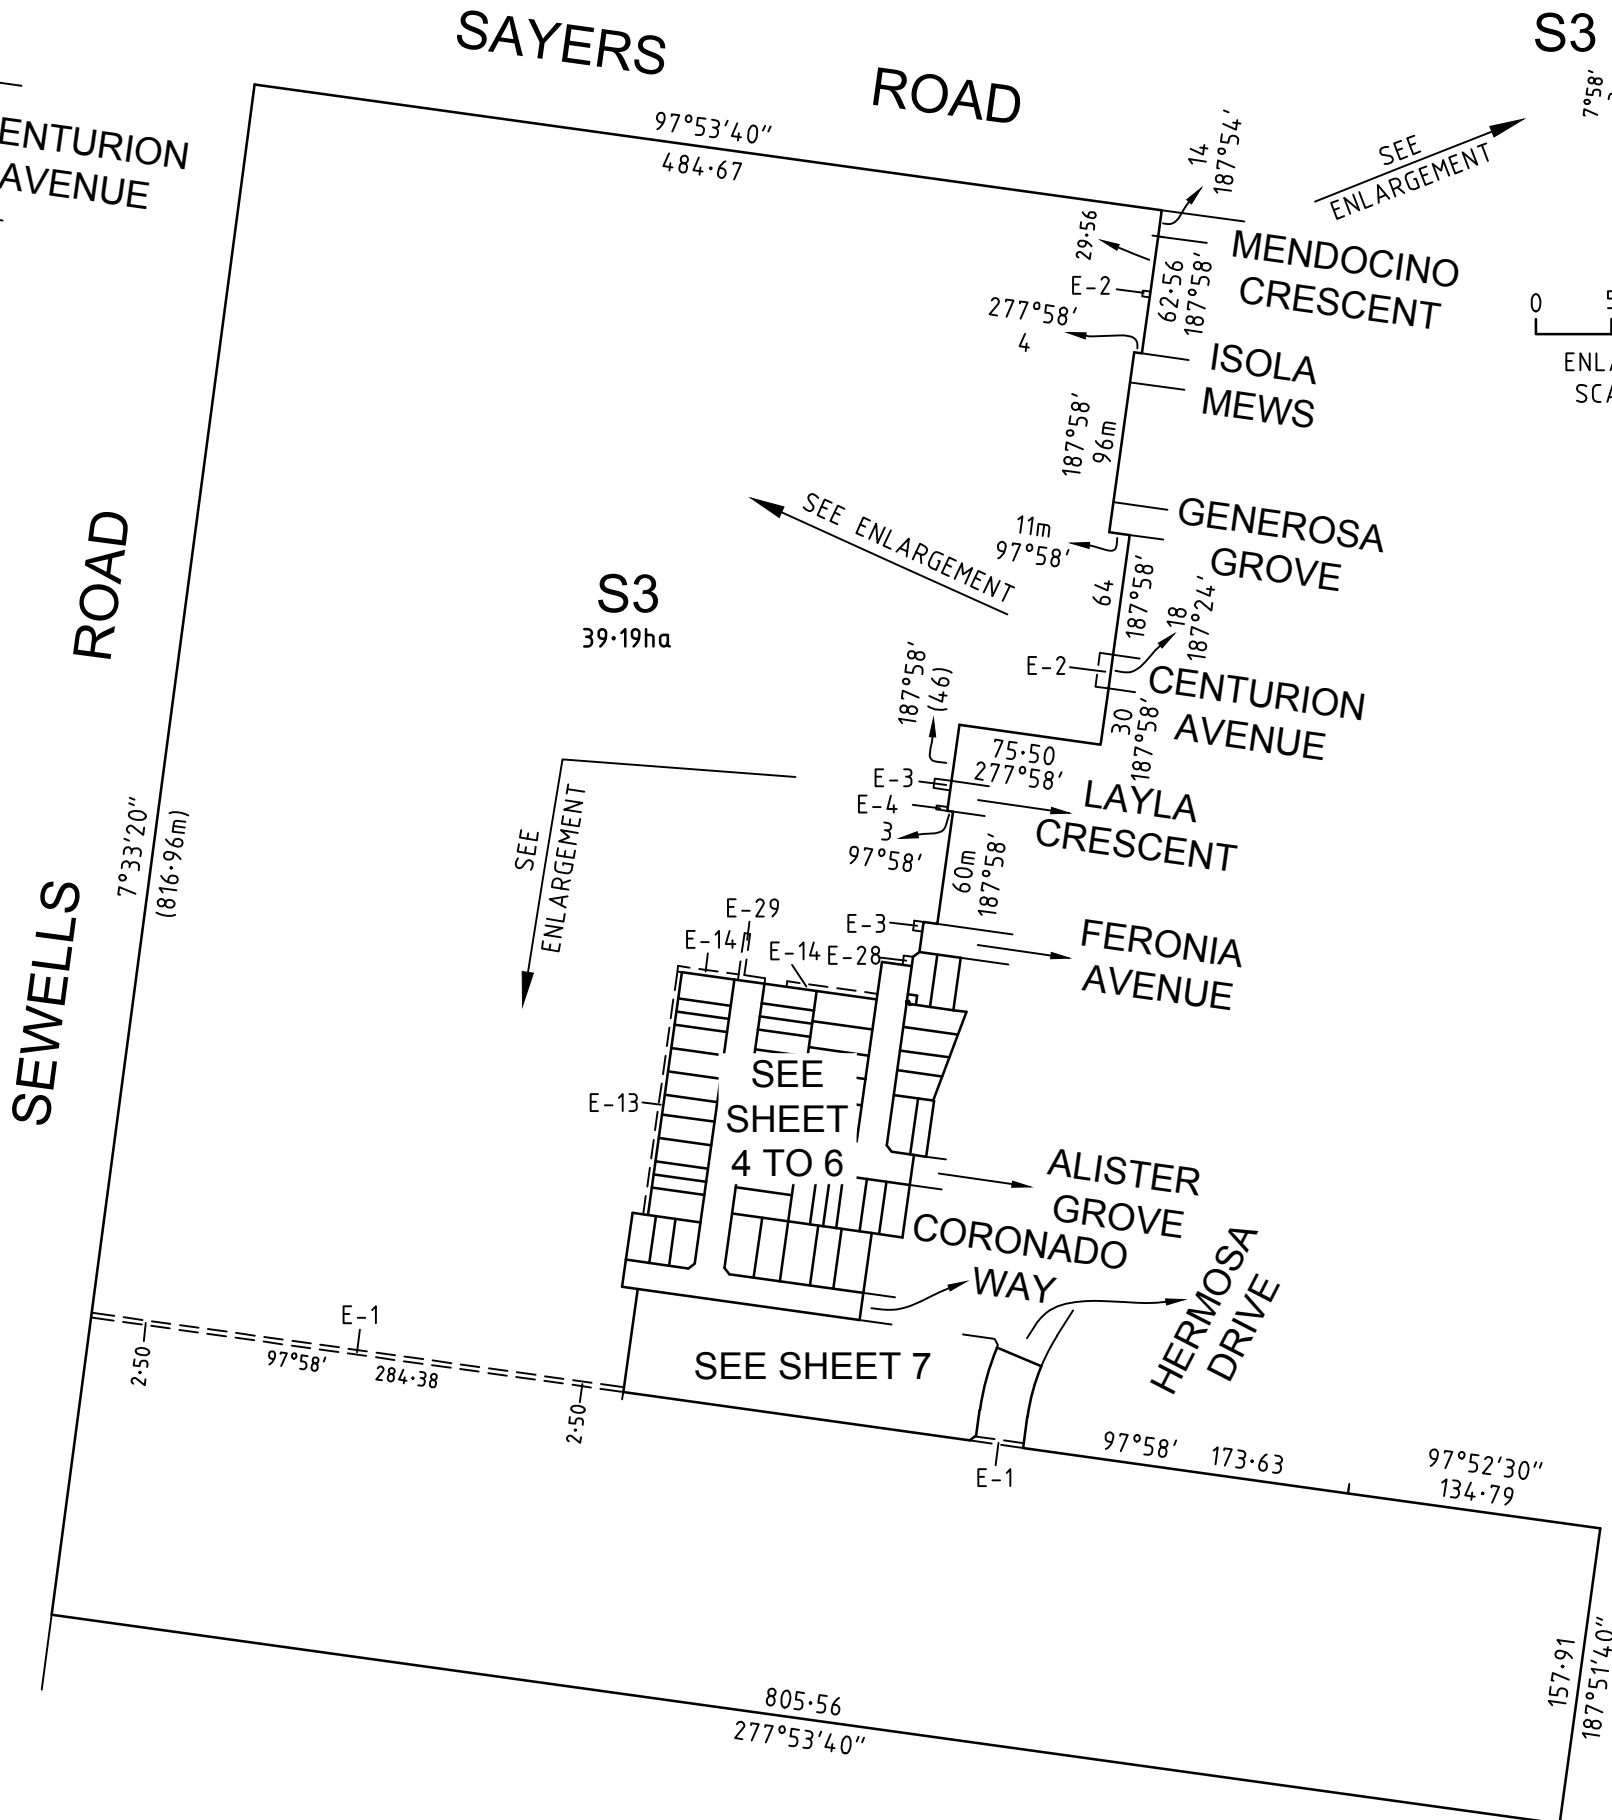 SAYERS ROAD
S3
7°58'
ENTURION
AVENUE
97°53'40"
484·67
14
187°54'
SEE
ENLARGEMENT
29·56
E-2
62·56
187°58'
MENDOCINO
CRESCENT
277°58'
4
0
ISOLA
MEWS
187°58'
96m
ROAD
SEE ENLARGEMENT
11m
97°58'
GENEROSA
GROVE
S3
39·19ha
64
187°58'
18
187°24'
E-2
187°58'
(46)
CENTURION
AVENUE
30
187°58'
75·50
277°58'
E-3
E-4
3
97°58'
LAYLA
CRESCENT
7°33'20"
(816·96m)
SEE
ENLARGEMENT
60m
187°58'
SEWELLS
E-29
E-14
E-14
E-28
E-3
FERONIA
AVENUE
SEE
SHEET
4 TO 6
E-13
ALISTER
GROVE
CORONADO
WAY
HERMOSA
DRIVE
E-1
2·50
97°58'
284·38
2·50
SEE SHEET 7
E-1
97°58'
173·63
97°52'30"
134·79
157·91
187°51'40"
805·56
277°53'40"